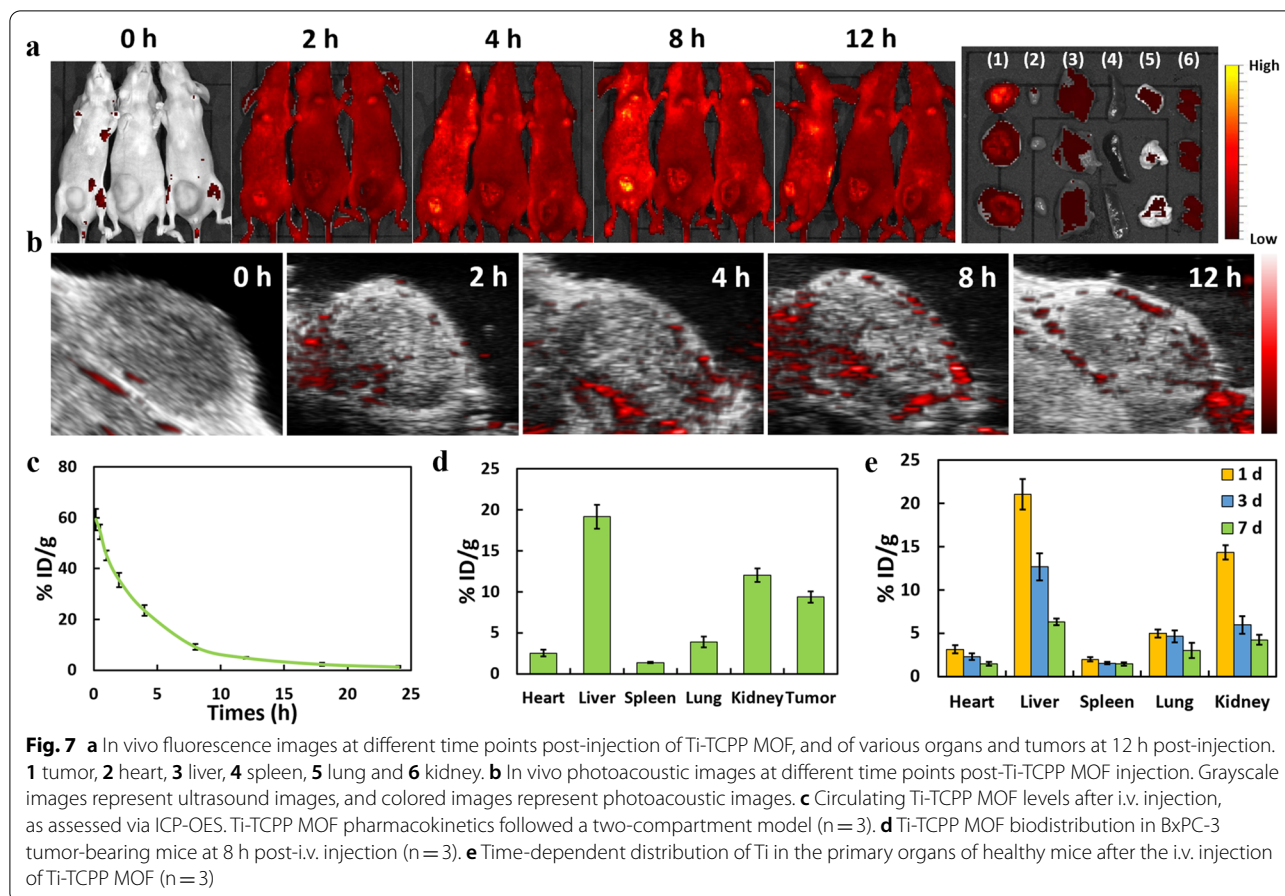 a
0 h 2 h 4 h 8 h 12 h
(1) (2) (3) (4) (5) (6)
High
Low
b
0 h 2 h 4 h 8 h 12 h
c
% ID/g
80
60
40
20
0
0 5 10 15 20 25
Times (h)
d
% ID/g
25
20
15
10
5
0
Heart Liver Spleen Lung Kidney Tumor
e
% ID/g
25
20
15
10
5
0
1 d
3 d
7 d
Heart Liver Spleen Lung Kidney
Fig. 7 a In vivo fluorescence images at different time points post-injection of Ti-TCPP MOF, and of various organs and tumors at 12 h post-injection.
1 tumor, 2 heart, 3 liver, 4 spleen, 5 lung and 6 kidney. b In vivo photoacoustic images at different time points post-Ti-TCPP MOF injection. Grayscale
images represent ultrasound images, and colored images represent photoacoustic images. c Circulating Ti-TCPP MOF levels after i.v. injection,
as assessed via ICP-OES. Ti-TCPP MOF pharmacokinetics followed a two-compartment model (n = 3). d Ti-TCPP MOF biodistribution in BxPC-3
tumor-bearing mice at 8 h post-i.v. injection (n = 3). e Time-dependent distribution of Ti in the primary organs of healthy mice after the i.v. injection
of Ti-TCPP MOF (n = 3)